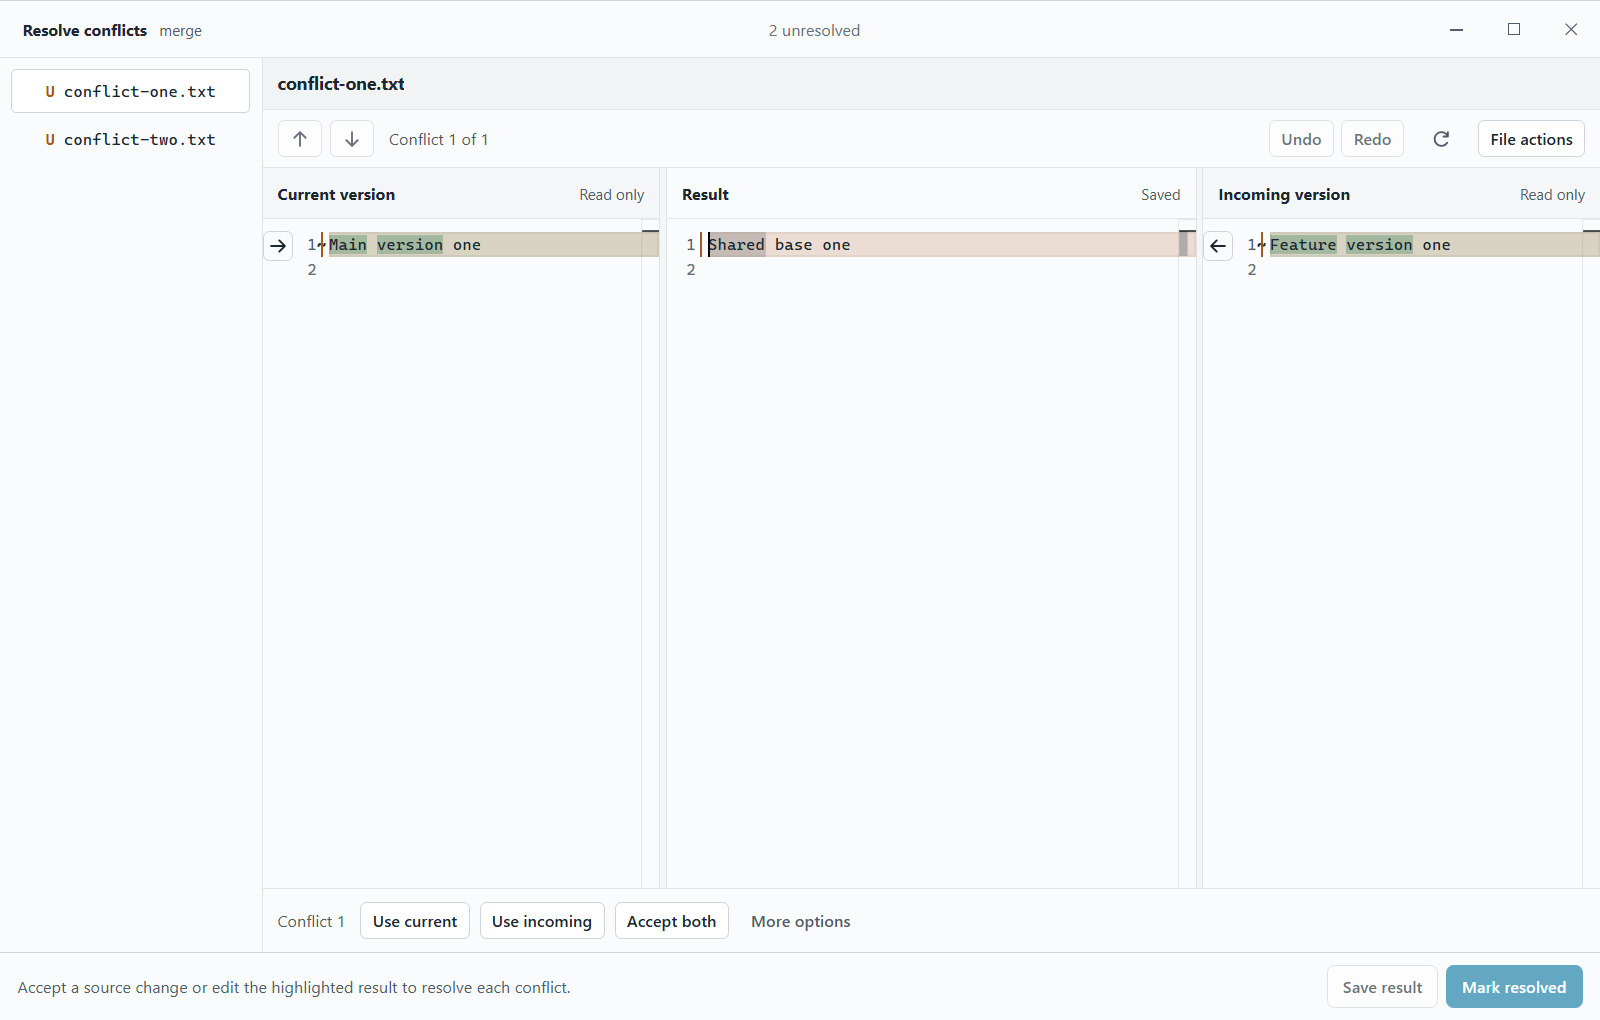 Resolve conflicts merge 2 unresolved
U conflict-one.txt
U conflict-two.txt
conflict-one.txt
Conflict 1 of 1
Undo Redo File actions
Current version Read only
1~Main version one
2
Result Saved
1 Shared base one
2
Incoming version Read only
1~Feature version one
2
Conflict 1 Use current Use incoming Accept both More options
Accept a source change or edit the highlighted result to resolve each conflict.
Save result Mark resolved